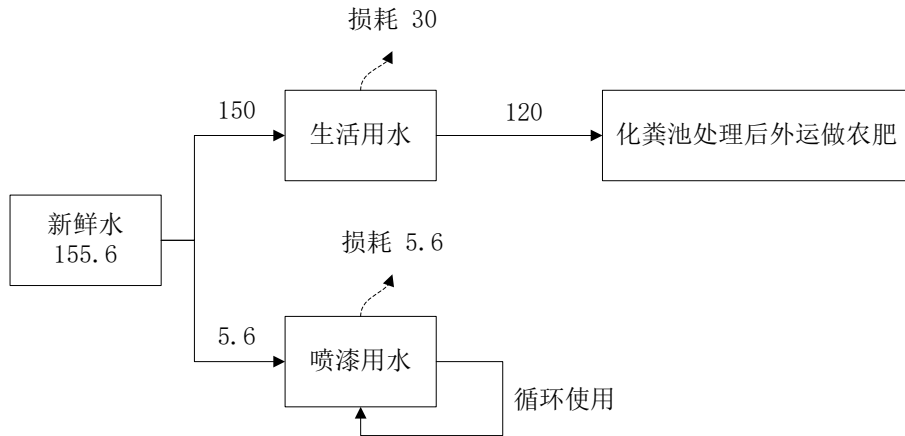 损耗 30
150
生活用水
120
化粪池处理后外运做农肥
新鲜水
155.6
损耗 5.6
5.6
喷漆用水
循环使用